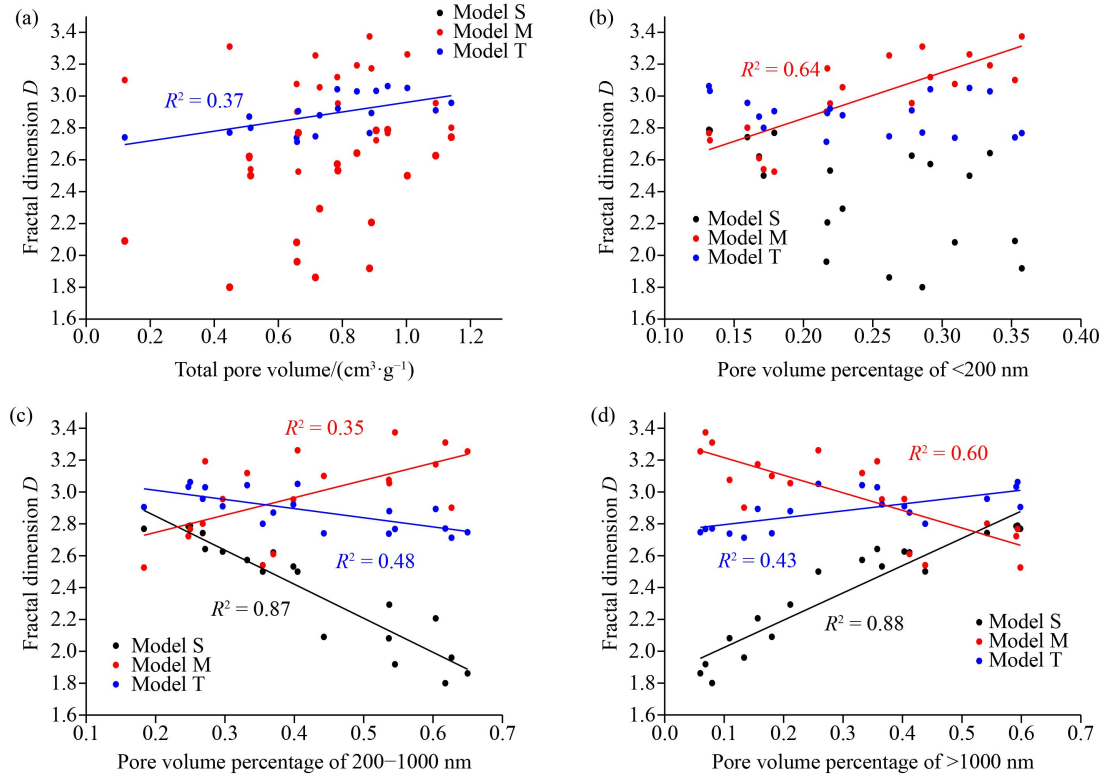 (a)
Model S
Model M
Model T
R² = 0.37
Fractal dimension D
3.4
3.2
3.0
2.8
2.6
2.4
2.2
2.0
1.8
1.6
0.0 0.2 0.4 0.6 0.8 1.0 1.2
Total pore volume/(cm³·g⁻¹)
(b)
R² = 0.64
Model S
Model M
Model T
Fractal dimension D
3.4
3.2
3.0
2.8
2.6
2.4
2.2
2.0
1.8
1.6
0.10 0.15 0.20 0.25 0.30 0.35 0.40
Pore volume percentage of <200 nm
(c)
R² = 0.35
R² = 0.48
R² = 0.87
Model S
Model M
Model T
Fractal dimension D
3.4
3.2
3.0
2.8
2.6
2.4
2.2
2.0
1.8
1.6
0.1 0.2 0.3 0.4 0.5 0.6 0.7
Pore volume percentage of 200−1000 nm
(d)
R² = 0.60
R² = 0.43
R² = 0.88
Model S
Model M
Model T
Fractal dimension D
3.4
3.2
3.0
2.8
2.6
2.4
2.2
2.0
1.8
1.6
0.0 0.1 0.2 0.3 0.4 0.5 0.6 0.7
Pore volume percentage of >1000 nm